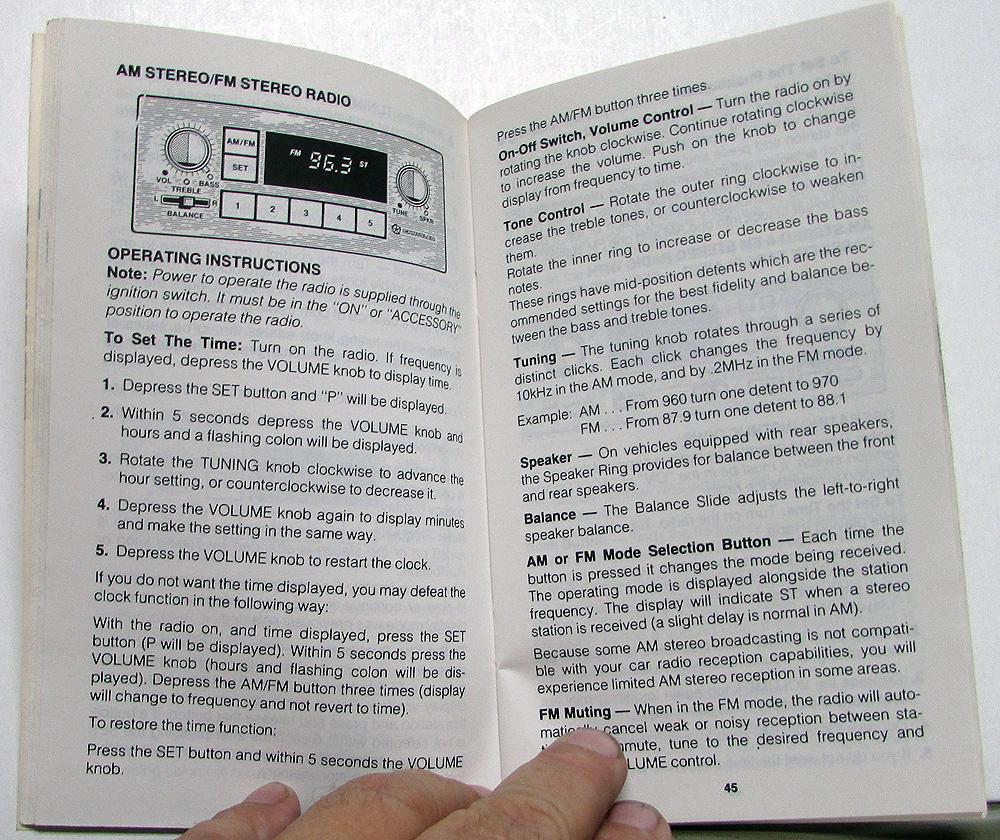 AM STEREO/FM STEREO RADIO
AM/FM
SET
FM 96.3 ST
VOL
BASS
TREBLE
L R
BALANCE
1 2 3 4 5
TUNE
SPKR
OPERATING INSTRUCTIONS
Note: Power to operate the radio is supplied through the
ignition switch. It must be in the "ON" or "ACCESSORY"
position to operate the radio.
To Set The Time: Turn on the radio. If frequency is
displayed, depress the VOLUME knob to display time.
1. Depress the SET button and "P" will be displayed.
2. Within 5 seconds depress the VOLUME knob and
hours and a flashing colon will be displayed.
3. Rotate the TUNING knob clockwise to advance the
hour setting, or counterclockwise to decrease it.
4. Depress the VOLUME knob again to display minutes
and make the setting in the same way.
5. Depress the VOLUME knob to restart the clock.
If you do not want the time displayed, you may defeat the
clock function in the following way:
With the radio on, and time displayed, press the SET
button (P will be displayed). Within 5 seconds press the
VOLUME knob (hours and flashing colon will be dis-
played). Depress the AM/FM button three times (display
will change to frequency and not revert to time).
To restore the time function:
Press the SET button and within 5 seconds the VOLUME
knob.
Press the AM/FM button three times.
On-Off Switch, Volume Control — Turn the radio on by
rotating the knob clockwise. Continue rotating clockwise
to increase the volume. Push on the knob to change
display from frequency to time.
Tone Control — Rotate the outer ring clockwise to in-
crease the treble tones, or counterclockwise to weaken
them.
Rotate the inner ring to increase or decrease the bass
notes.
These rings have mid-position detents which are the rec-
ommended settings for the best fidelity and balance be-
tween the bass and treble tones.
Tuning — The tuning knob rotates through a series of
distinct clicks. Each click changes the frequency by
10kHz in the AM mode, and by .2MHz in the FM mode.
Example: AM . . . From 960 turn one detent to 970
FM . . . From 87.9 turn one detent to 88.1
Speaker — On vehicles equipped with rear speakers,
the Speaker Ring provides for balance between the front
and rear speakers.
Balance — The Balance Slide adjusts the left-to-right
speaker balance.
AM or FM Mode Selection Button — Each time the
button is pressed it changes the mode being received.
The operating mode is displayed alongside the station
frequency. The display will indicate ST when a stereo
station is received (a slight delay is normal in AM).
Because some AM stereo broadcasting is not compati-
ble with your car radio reception capabilities, you will
experience limited AM stereo reception in some areas.
FM Muting — When in the FM mode, the radio will auto-
matically cancel weak or noisy reception between sta-
tune to the desired frequency and
control.
45